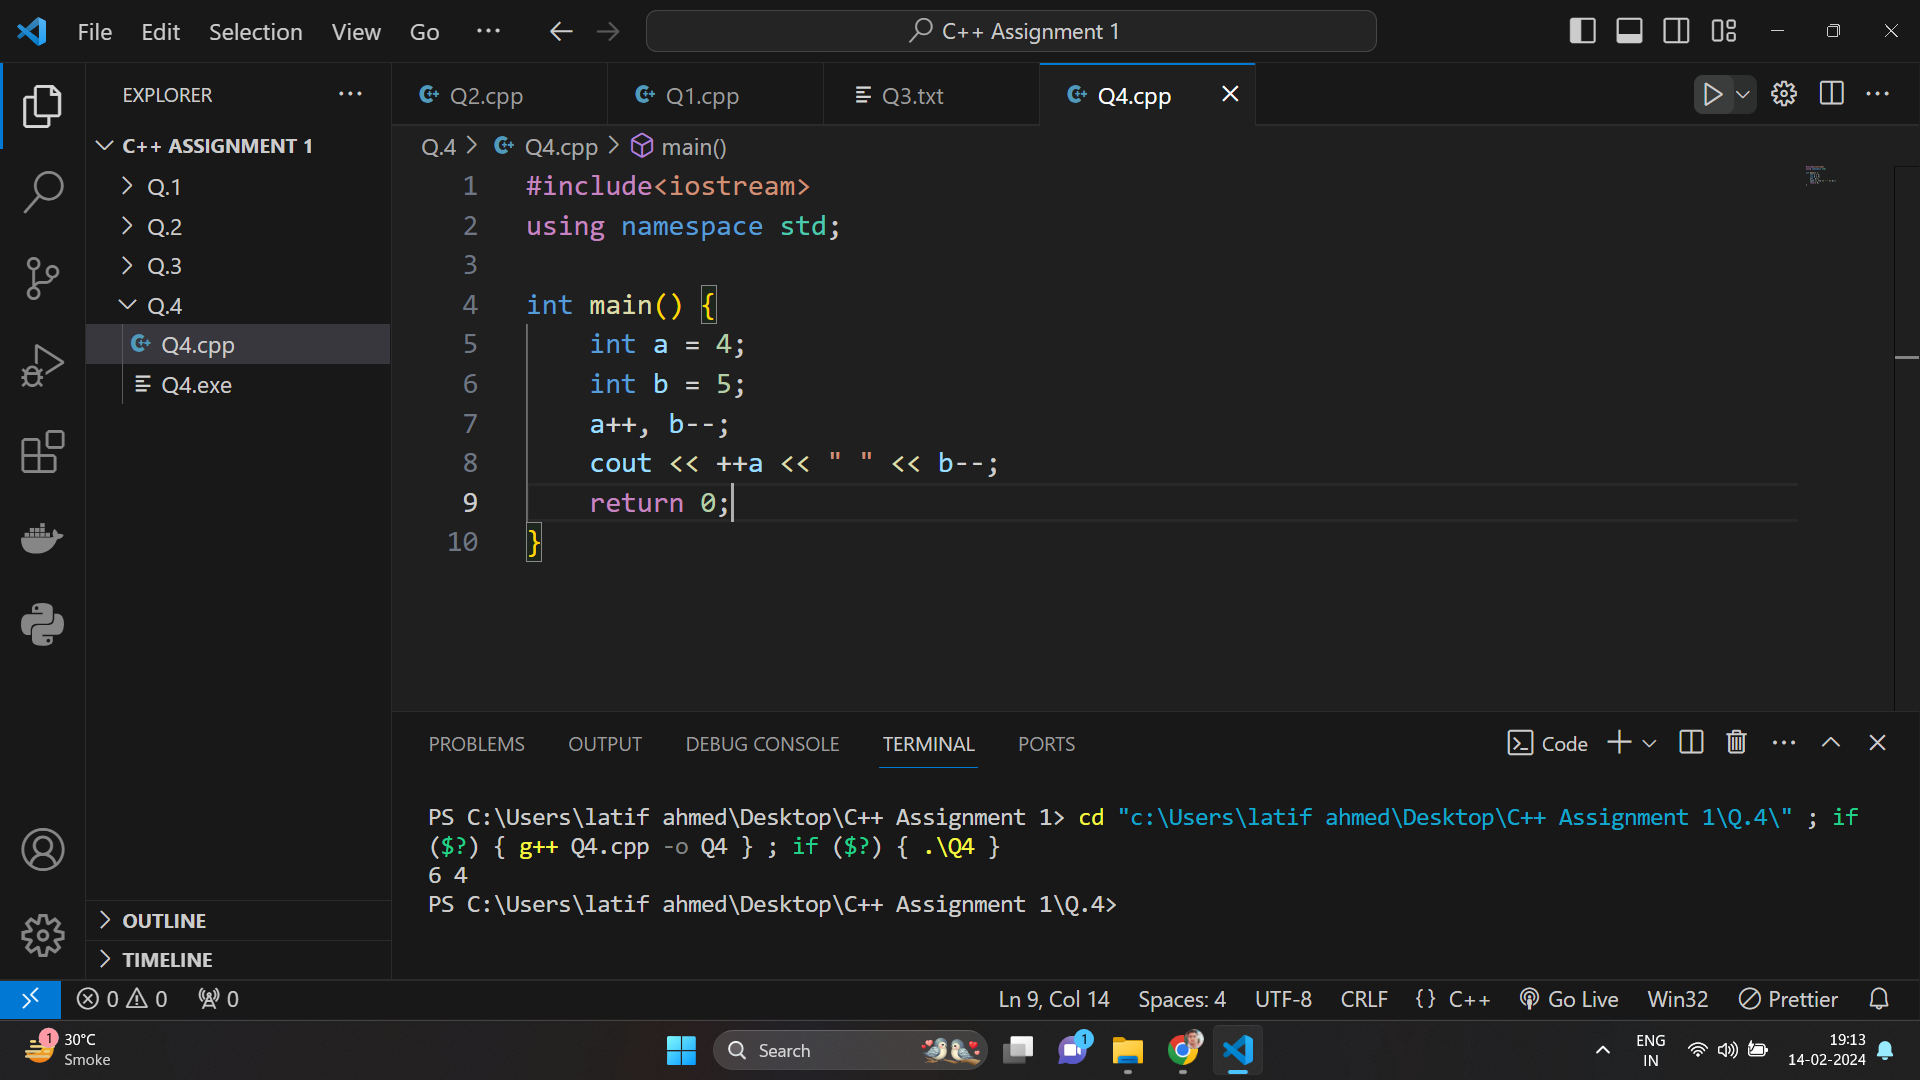 File Edit Selection View Go ··· C++ Assignment 1
EXPLORER ···
C++ ASSIGNMENT 1
Q.1
Q.2
Q.3
Q.4
Q4.cpp
Q4.exe
OUTLINE
TIMELINE
Q2.cpp Q1.cpp Q3.txt Q4.cpp
Q.4 > Q4.cpp > main()
1 #include<iostream>
2 using namespace std;
3
4 int main() {
5 int a = 4;
6 int b = 5;
7 a++, b--;
8 cout << ++a << " " << b--;
9 return 0;
10 }
PROBLEMS OUTPUT DEBUG CONSOLE TERMINAL PORTS Code
PS C:\Users\latif ahmed\Desktop\C++ Assignment 1> cd "c:\Users\latif ahmed\Desktop\C++ Assignment 1\Q.4\" ; if
($?) { g++ Q4.cpp -o Q4 } ; if ($?) { .\Q4 }
6 4
PS C:\Users\latif ahmed\Desktop\C++ Assignment 1\Q.4>
0 0 0 Ln 9, Col 14 Spaces: 4 UTF-8 CRLF {} C++ Go Live Win32 Prettier
1 30°C
Smoke
Search
1
ENG
IN
19:13
14-02-2024